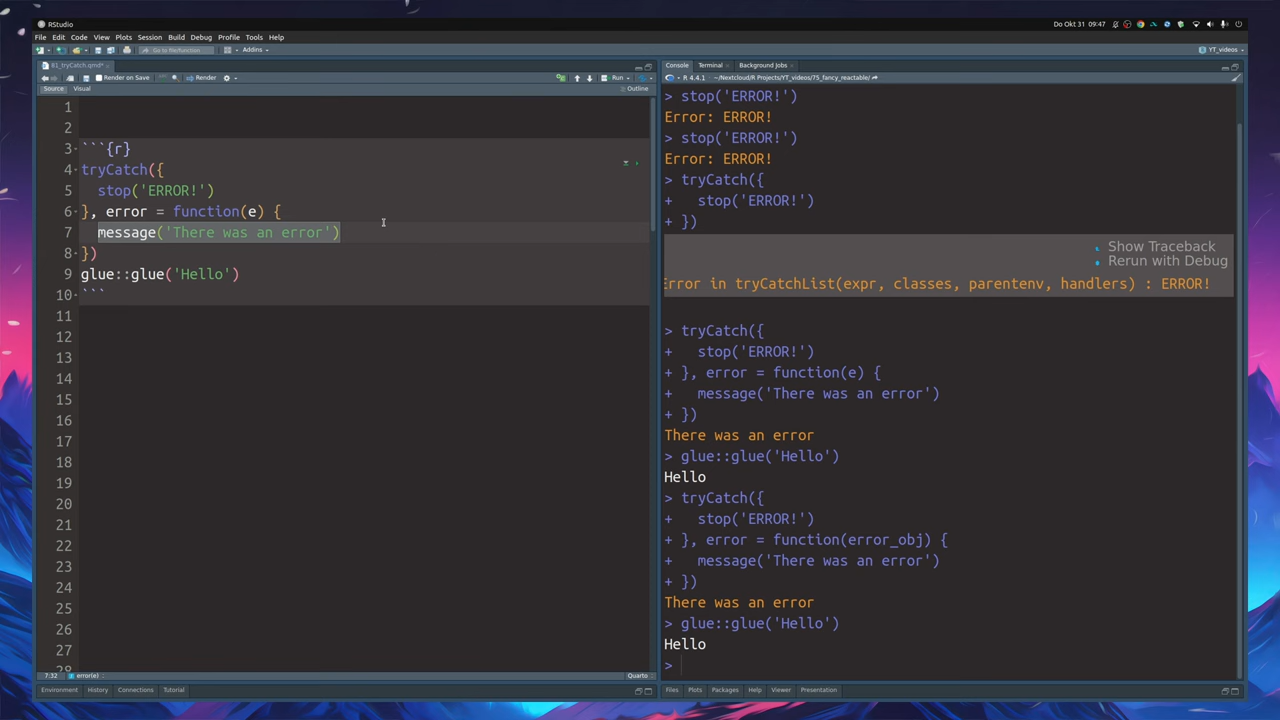 RStudio
Do Okt 31 09:47
File Edit Code View Plots Session Build Debug Profile Tools Help
Go to file/function
Addins
YT_videos
81_tryCatch.qmd*
Render on Save
Render
Run
Source
Visual
Outline
1
2
3 ```{r}
4 tryCatch({
5 stop('ERROR!')
6 }, error = function(e) {
7 message('There was an error')
8 })
9 glue::glue('Hello')
10 ```
11
12
13
14
15
16
17
18
19
20
21
22
23
24
25
26
27
28
7:32
error(e)
Quarto
Environment History Connections Tutorial
Console Terminal Background Jobs
R 4.4.1 · ~/Nextcloud/R Projects/YT_videos/75_fancy_reactable/
> stop('ERROR!')
Error: ERROR!
> stop('ERROR!')
Error: ERROR!
> tryCatch({
+ stop('ERROR!')
+ })
Show Traceback
Rerun with Debug
Error in tryCatchList(expr, classes, parentenv, handlers) : ERROR!
> tryCatch({
+ stop('ERROR!')
+ }, error = function(e) {
+ message('There was an error')
+ })
There was an error
> glue::glue('Hello')
Hello
> tryCatch({
+ stop('ERROR!')
+ }, error = function(error_obj) {
+ message('There was an error')
+ })
There was an error
> glue::glue('Hello')
Hello
>
Files Plots Packages Help Viewer Presentation